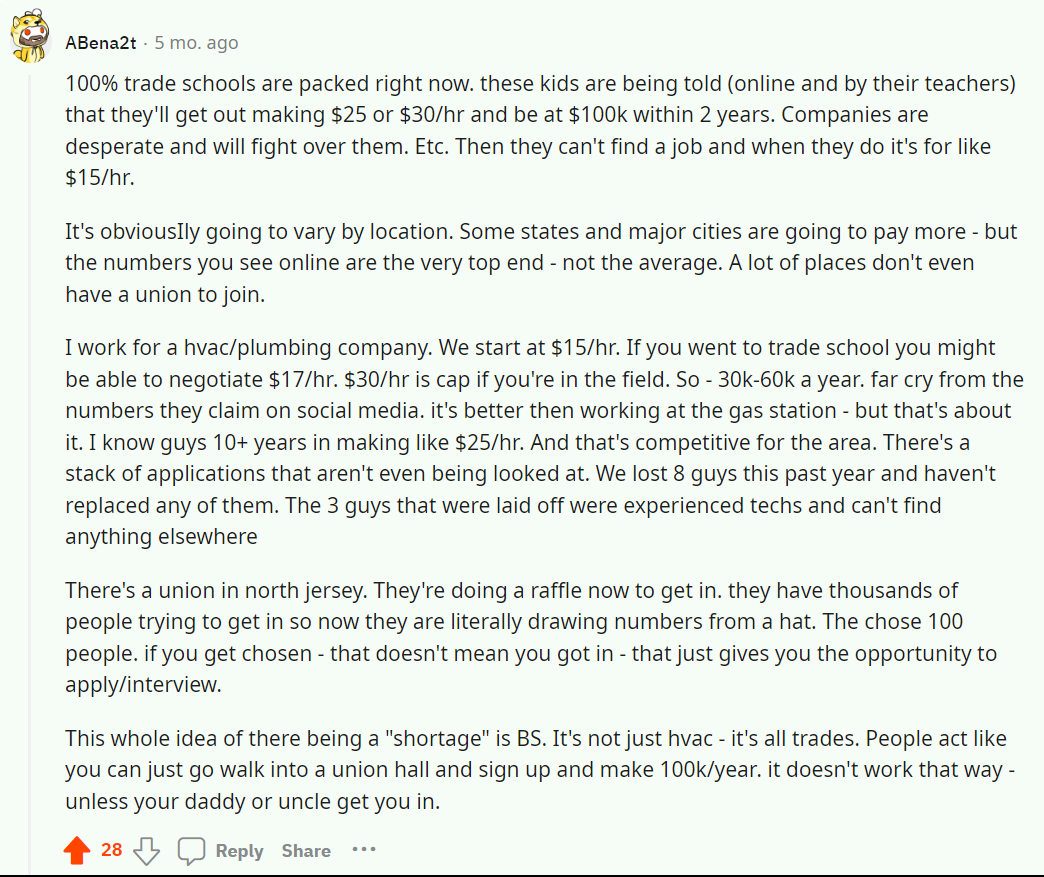 ABena2t · 5 mo. ago
100% trade schools are packed right now. these kids are being told (online and by their teachers)
that they'll get out making $25 or $30/hr and be at $100k within 2 years. Companies are
desperate and will fight over them. Etc. Then they can't find a job and when they do it's for like
$15/hr.
It's obviousIly going to vary by location. Some states and major cities are going to pay more - but
the numbers you see online are the very top end - not the average. A lot of places don't even
have a union to join.
I work for a hvac/plumbing company. We start at $15/hr. If you went to trade school you might
be able to negotiate $17/hr. $30/hr is cap if you're in the field. So - 30k-60k a year. far cry from the
numbers they claim on social media. it's better then working at the gas station - but that's about
it. I know guys 10+ years in making like $25/hr. And that's competitive for the area. There's a
stack of applications that aren't even being looked at. We lost 8 guys this past year and haven't
replaced any of them. The 3 guys that were laid off were experienced techs and can't find
anything elsewhere
There's a union in north jersey. They're doing a raffle now to get in. they have thousands of
people trying to get in so now they are literally drawing numbers from a hat. The chose 100
people. if you get chosen - that doesn't mean you got in - that just gives you the opportunity to
apply/interview.
This whole idea of there being a "shortage" is BS. It's not just hvac - it's all trades. People act like
you can just go walk into a union hall and sign up and make 100k/year. it doesn't work that way -
unless your daddy or uncle get you in.
28 Reply Share ···